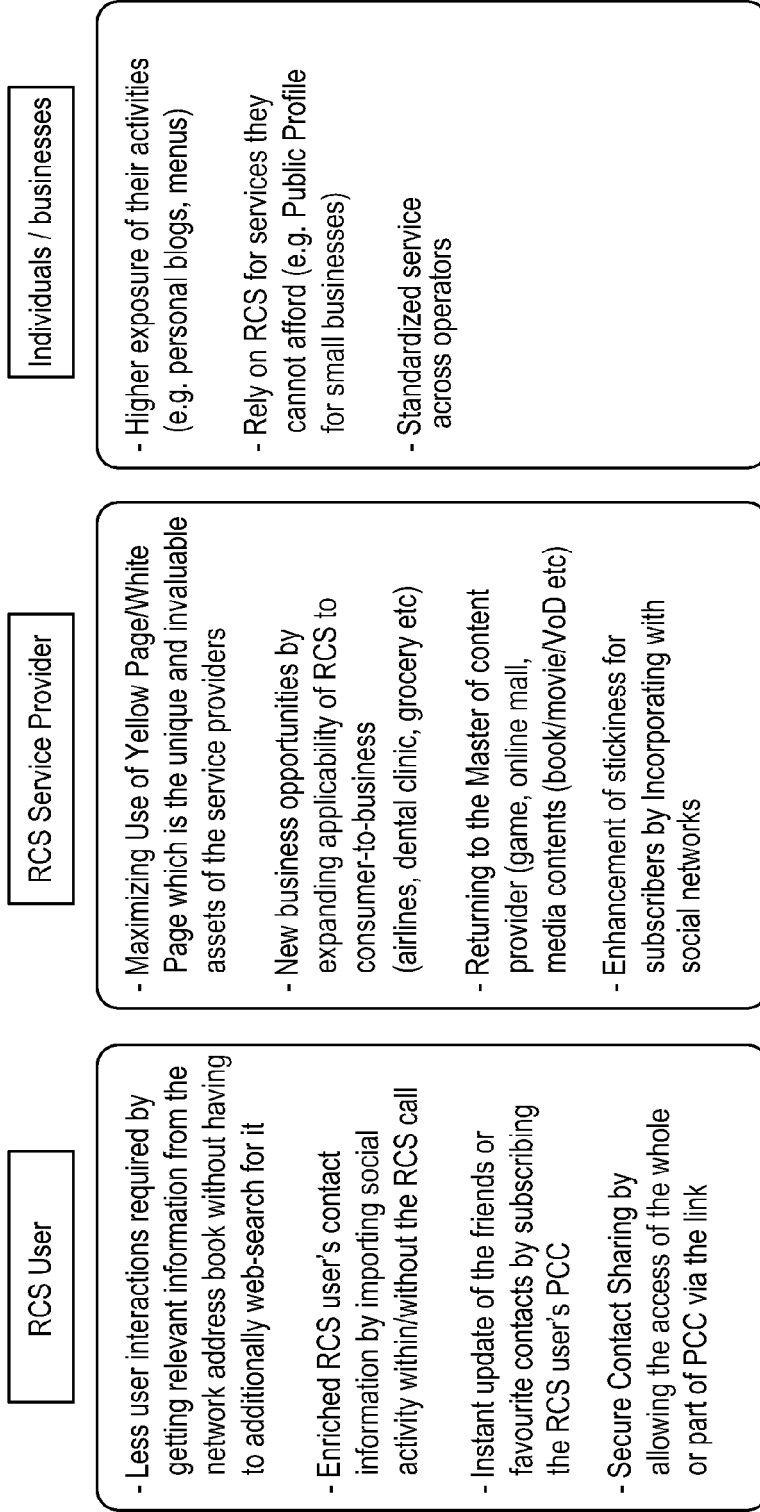 RCS User
- Less user interactions required by
getting relevant information from the
network address book without having
to additionally web-search for it
- Enriched RCS user's contact
information by importing social
activity within/without the RCS call
- Instant update of the friends or
favourite contacts by subscribing
the RCS user's PCC
- Secure Contact Sharing by
allowing the access of the whole
or part of PCC via the link
RCS Service Provider
- Maximizing Use of Yellow Page/White
Page which is the unique and invaluable
assets of the service providers
- New business opportunities by
expanding applicability of RCS to
consumer-to-business
(airlines, dental clinic, grocery etc)
- Returning to the Master of content
provider (game, online mall,
media contents (book/movie/VoD etc)
- Enhancement of stickiness for
subscribers by Incorporating with
social networks
Individuals / businesses
- Higher exposure of their activities
(e.g. personal blogs, menus)
- Rely on RCS for services they
cannot afford (e.g. Public Profile
for small businesses)
- Standardized service
across operators